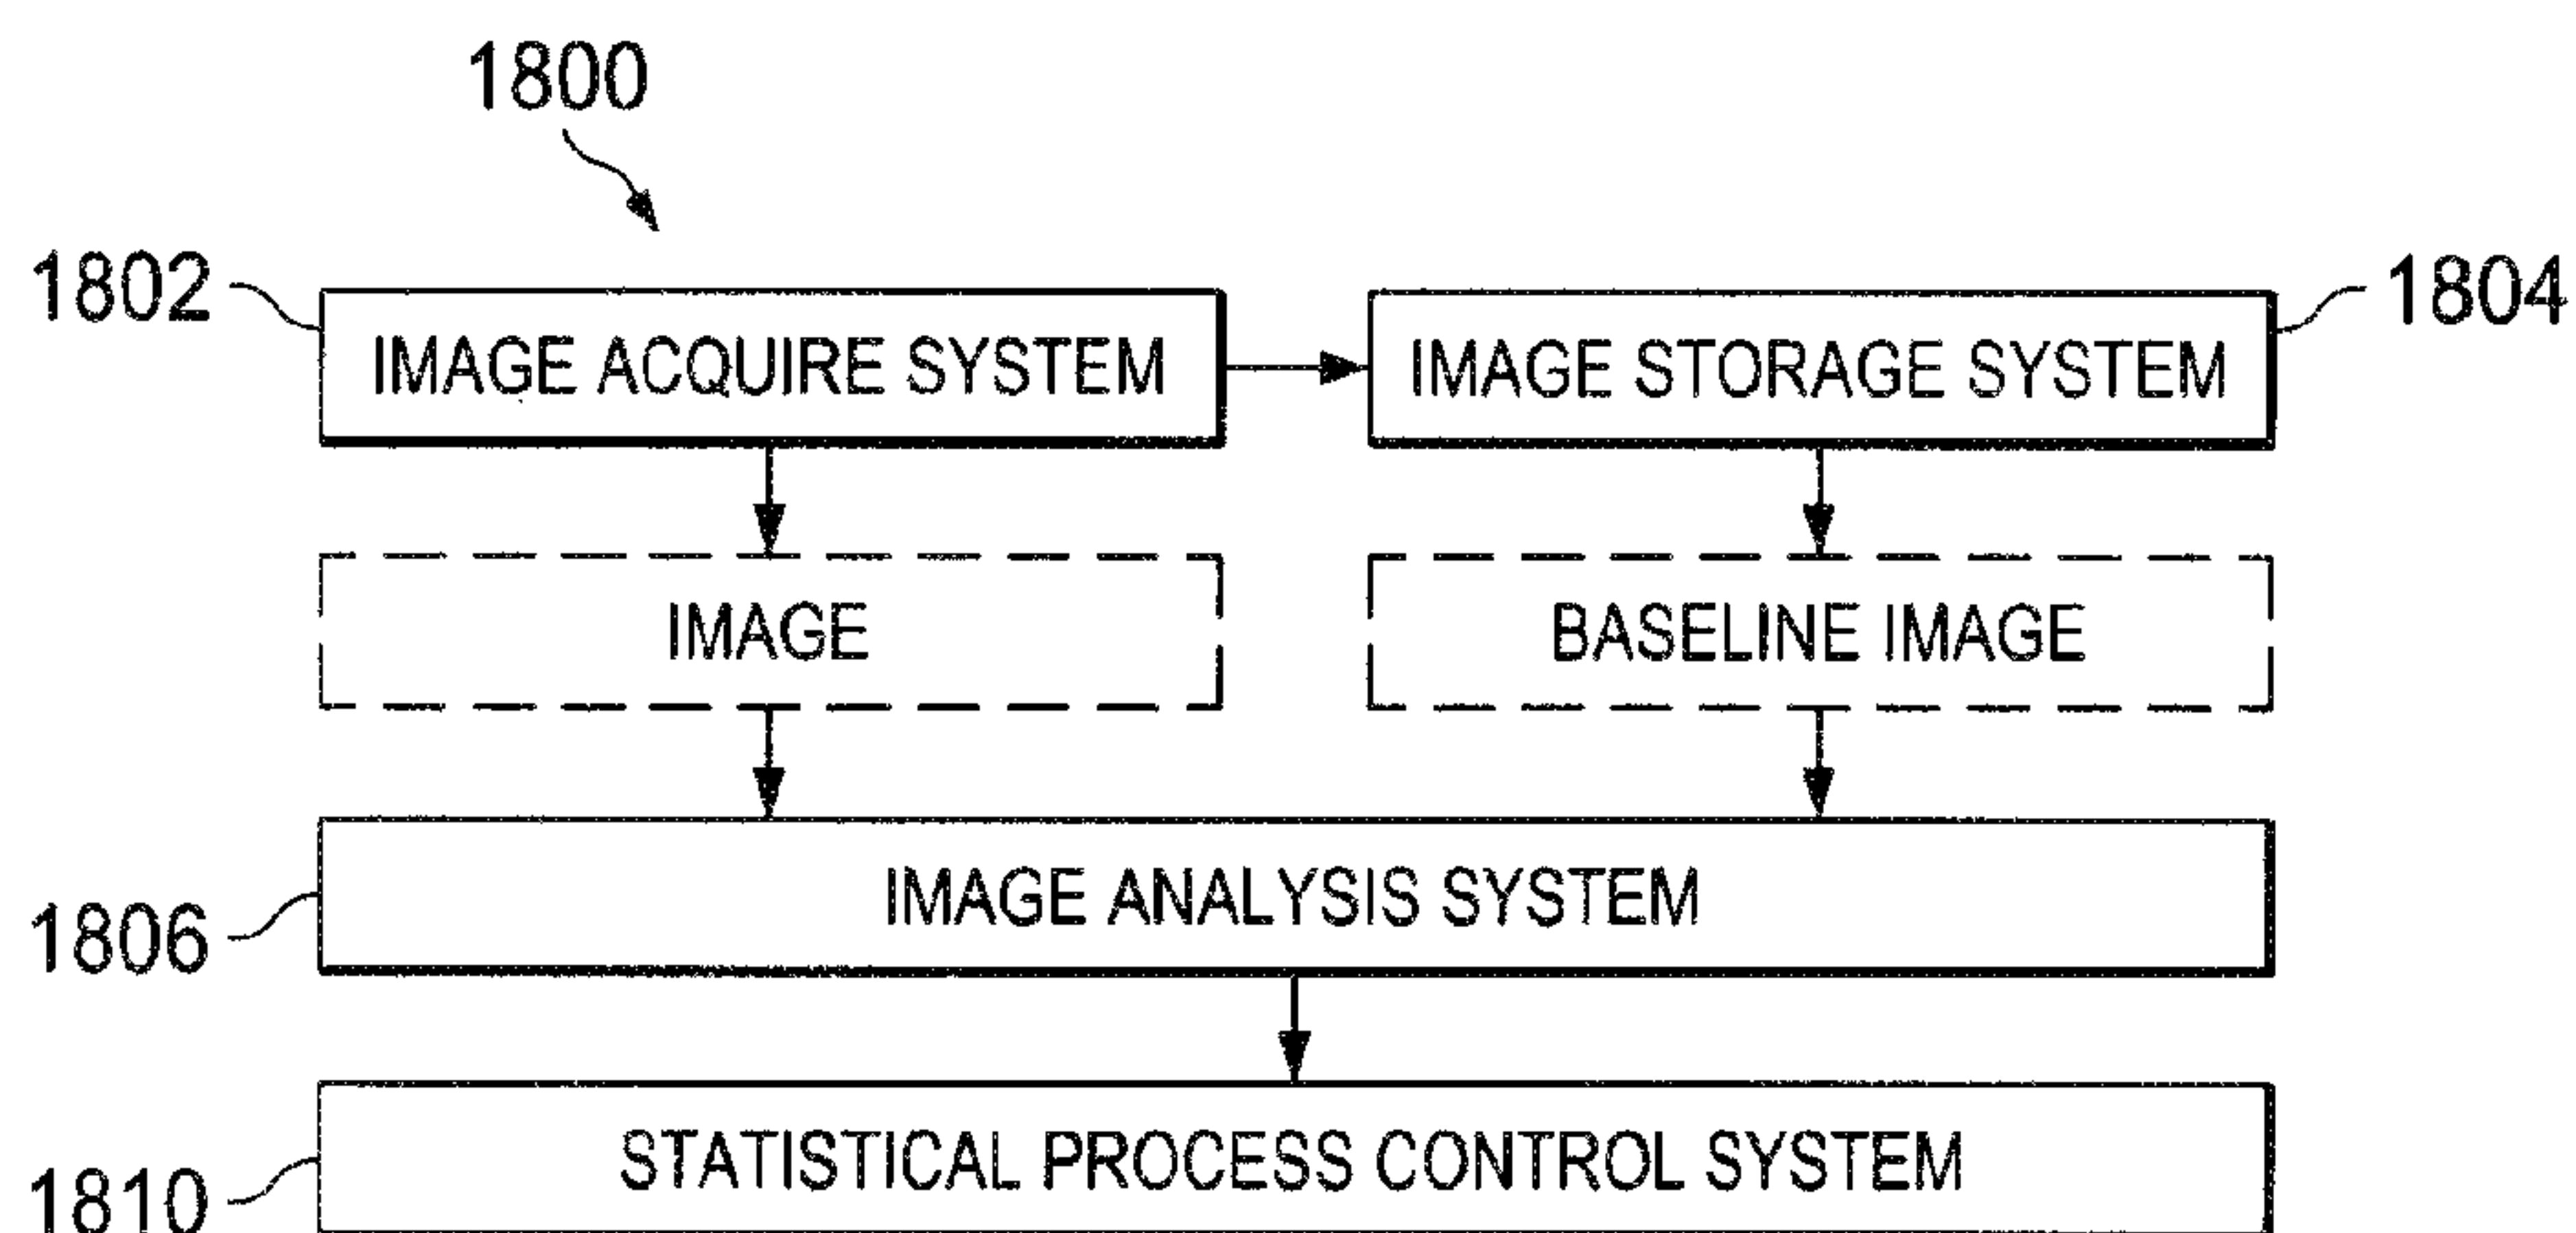 1800
1802
IMAGE ACQUIRE SYSTEM
IMAGE STORAGE SYSTEM
1804
IMAGE
BASELINE IMAGE
1806
IMAGE ANALYSIS SYSTEM
1810
STATISTICAL PROCESS CONTROL SYSTEM